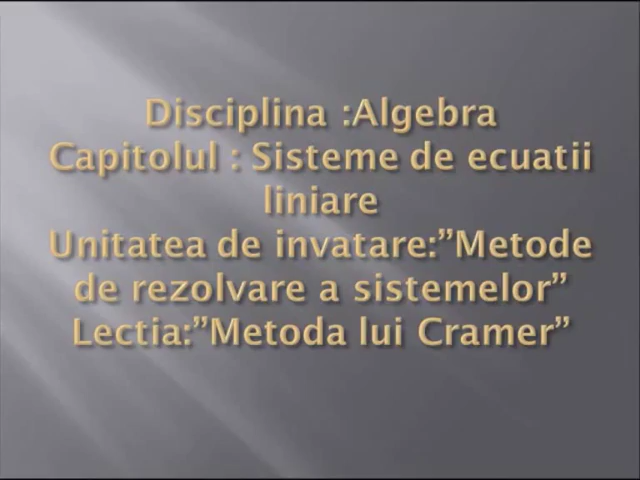 Disciplina :Algebra
Capitolul : Sisteme de ecuatii
liniare
Unitatea de invatare:”Metode
de rezolvare a sistemelor”
Lectia:”Metoda lui Cramer”